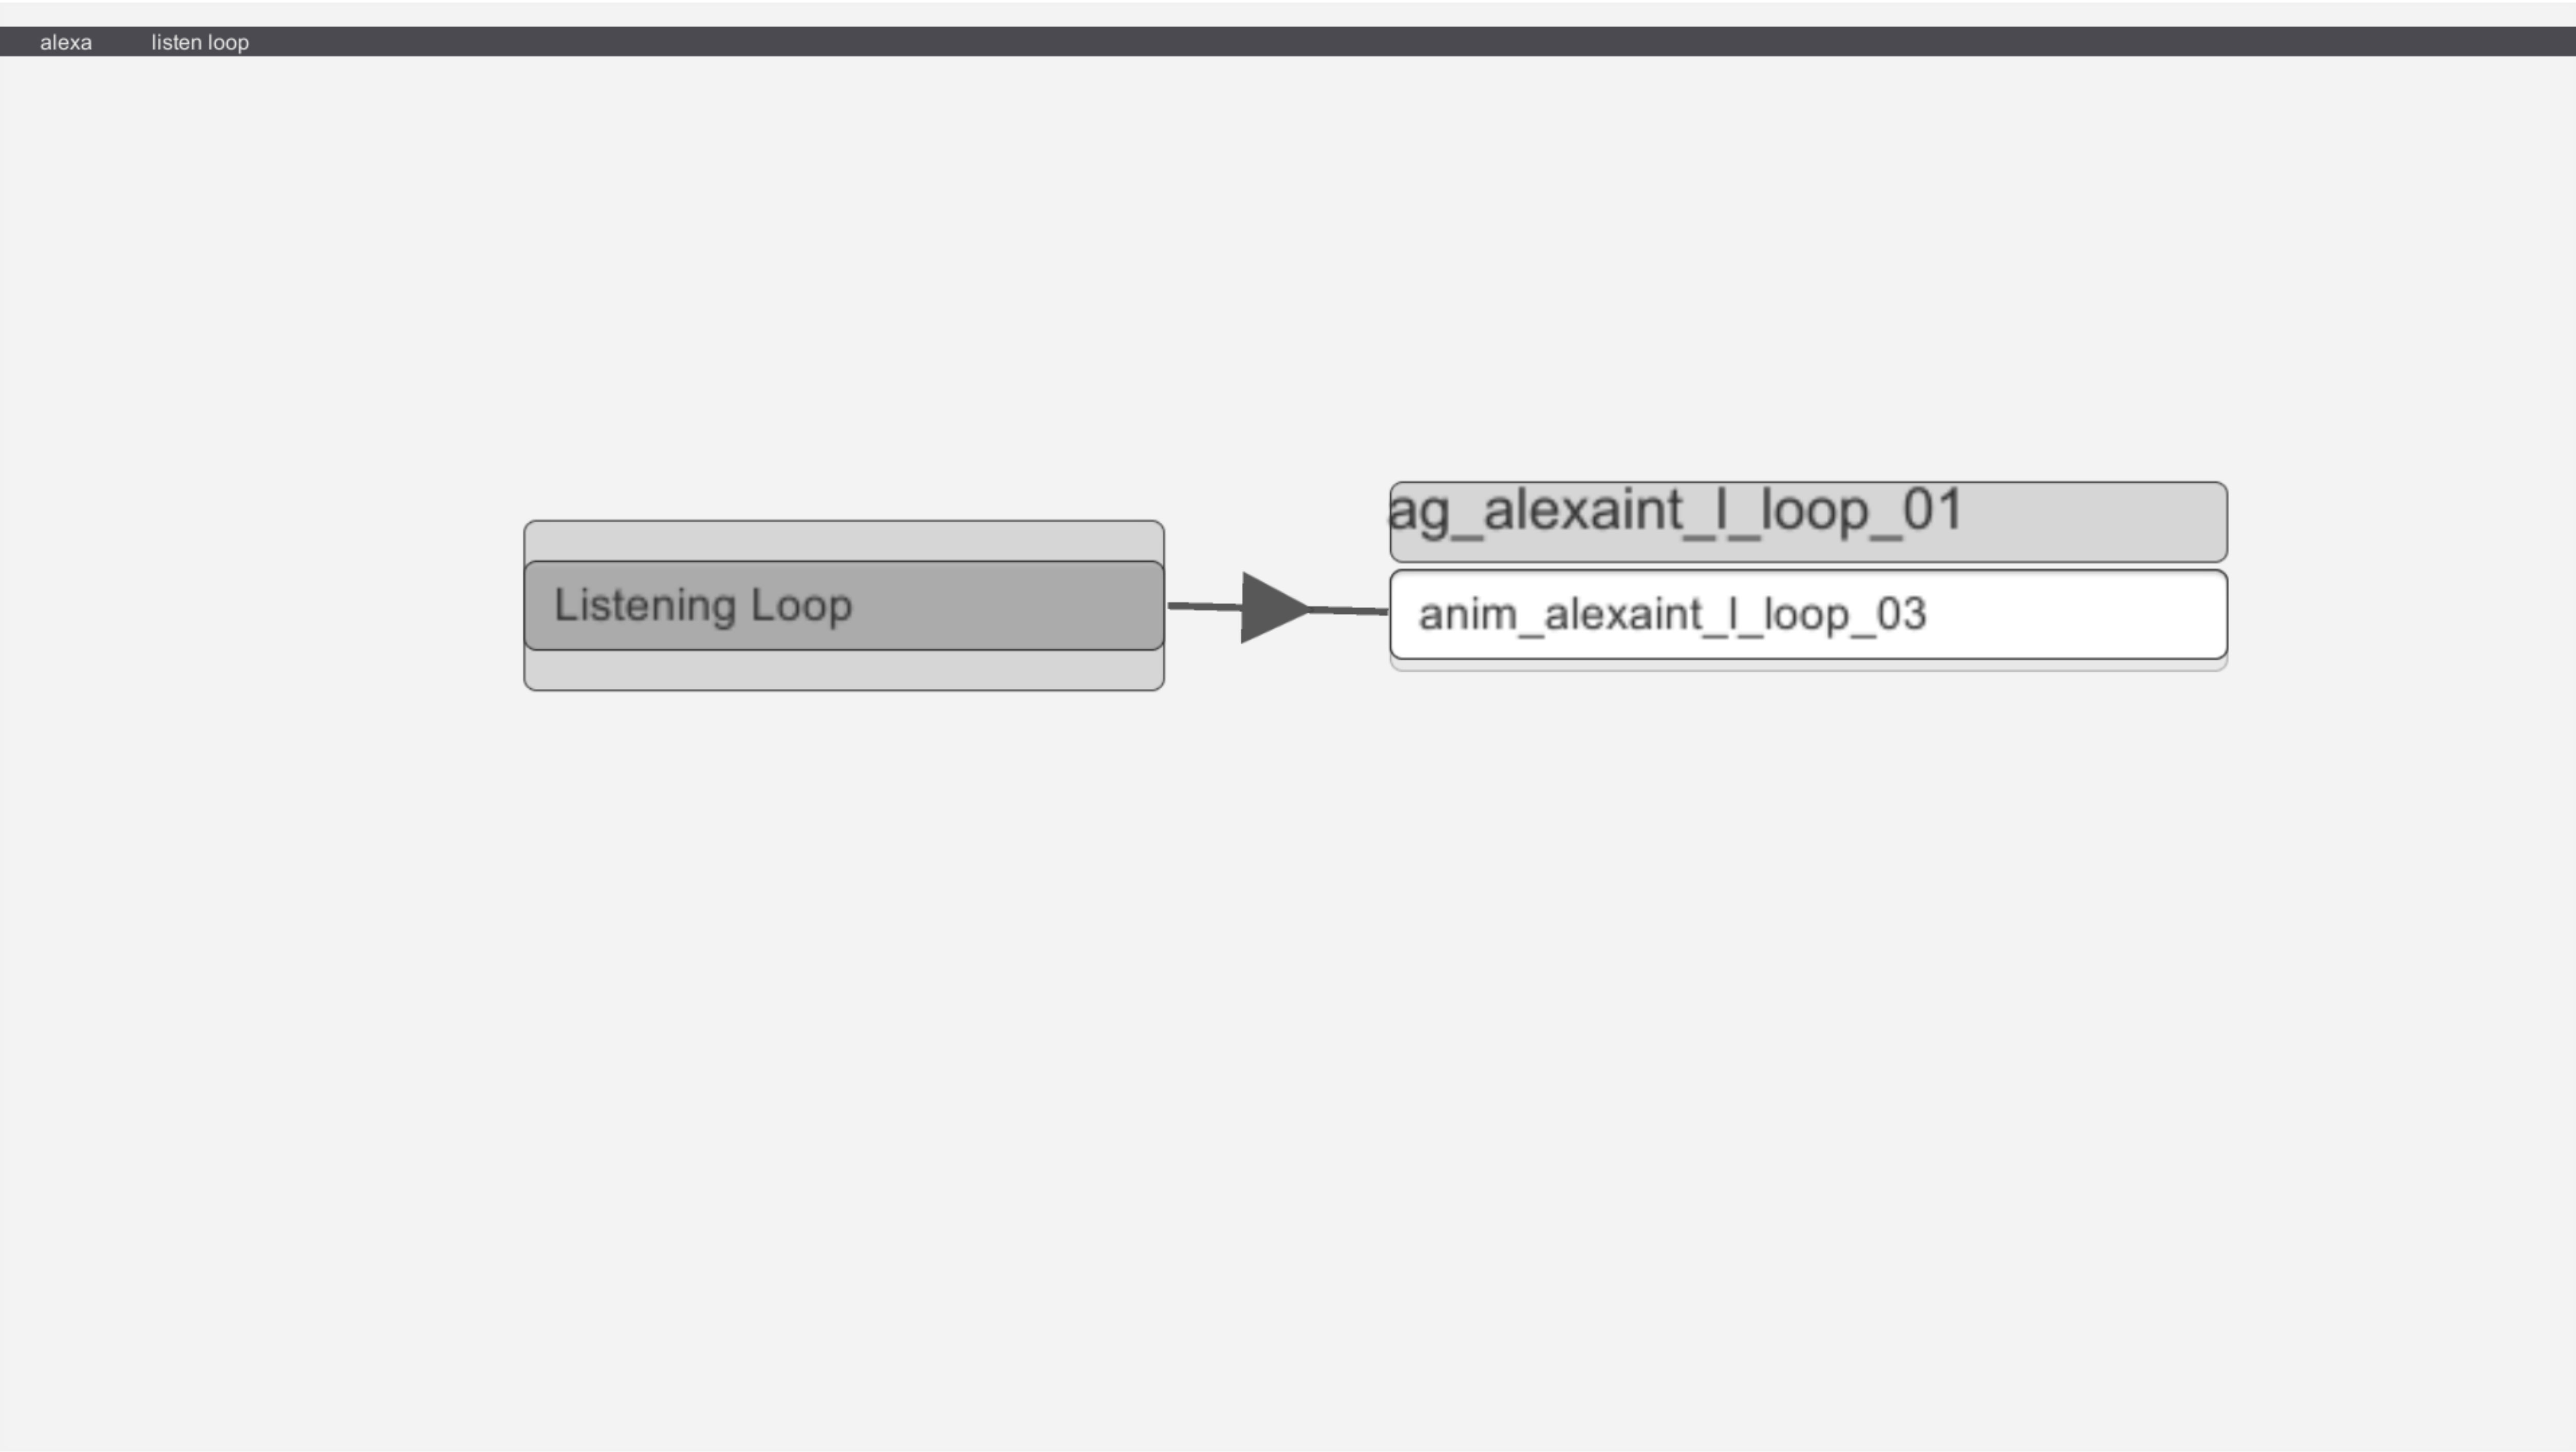 alexa listen loop
ag_alexaint_l_loop_01
Listening Loop
anim_alexaint_l_loop_03